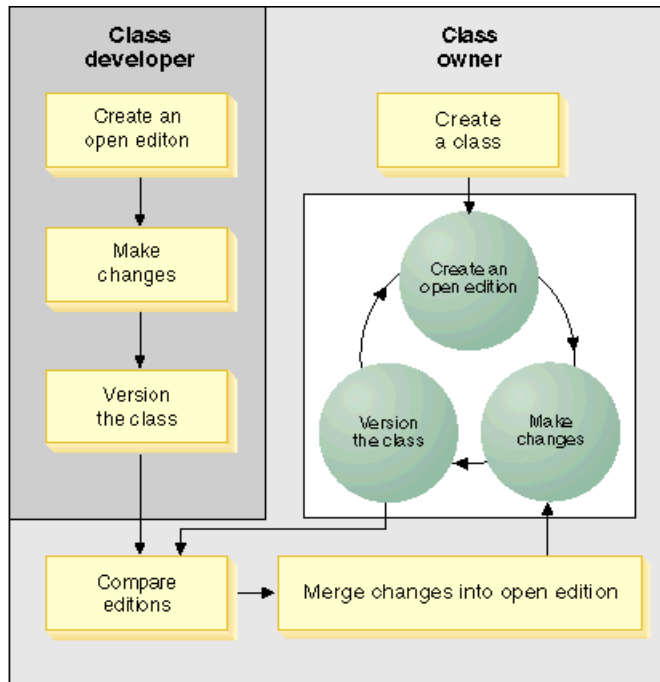 Class
developer
Create an
open editon
Make
changes
Version
the class
Class
owner
Create
a class
Create an
open edition
Make
changes
Version
the class
Compare
editions
Merge changes into open edition